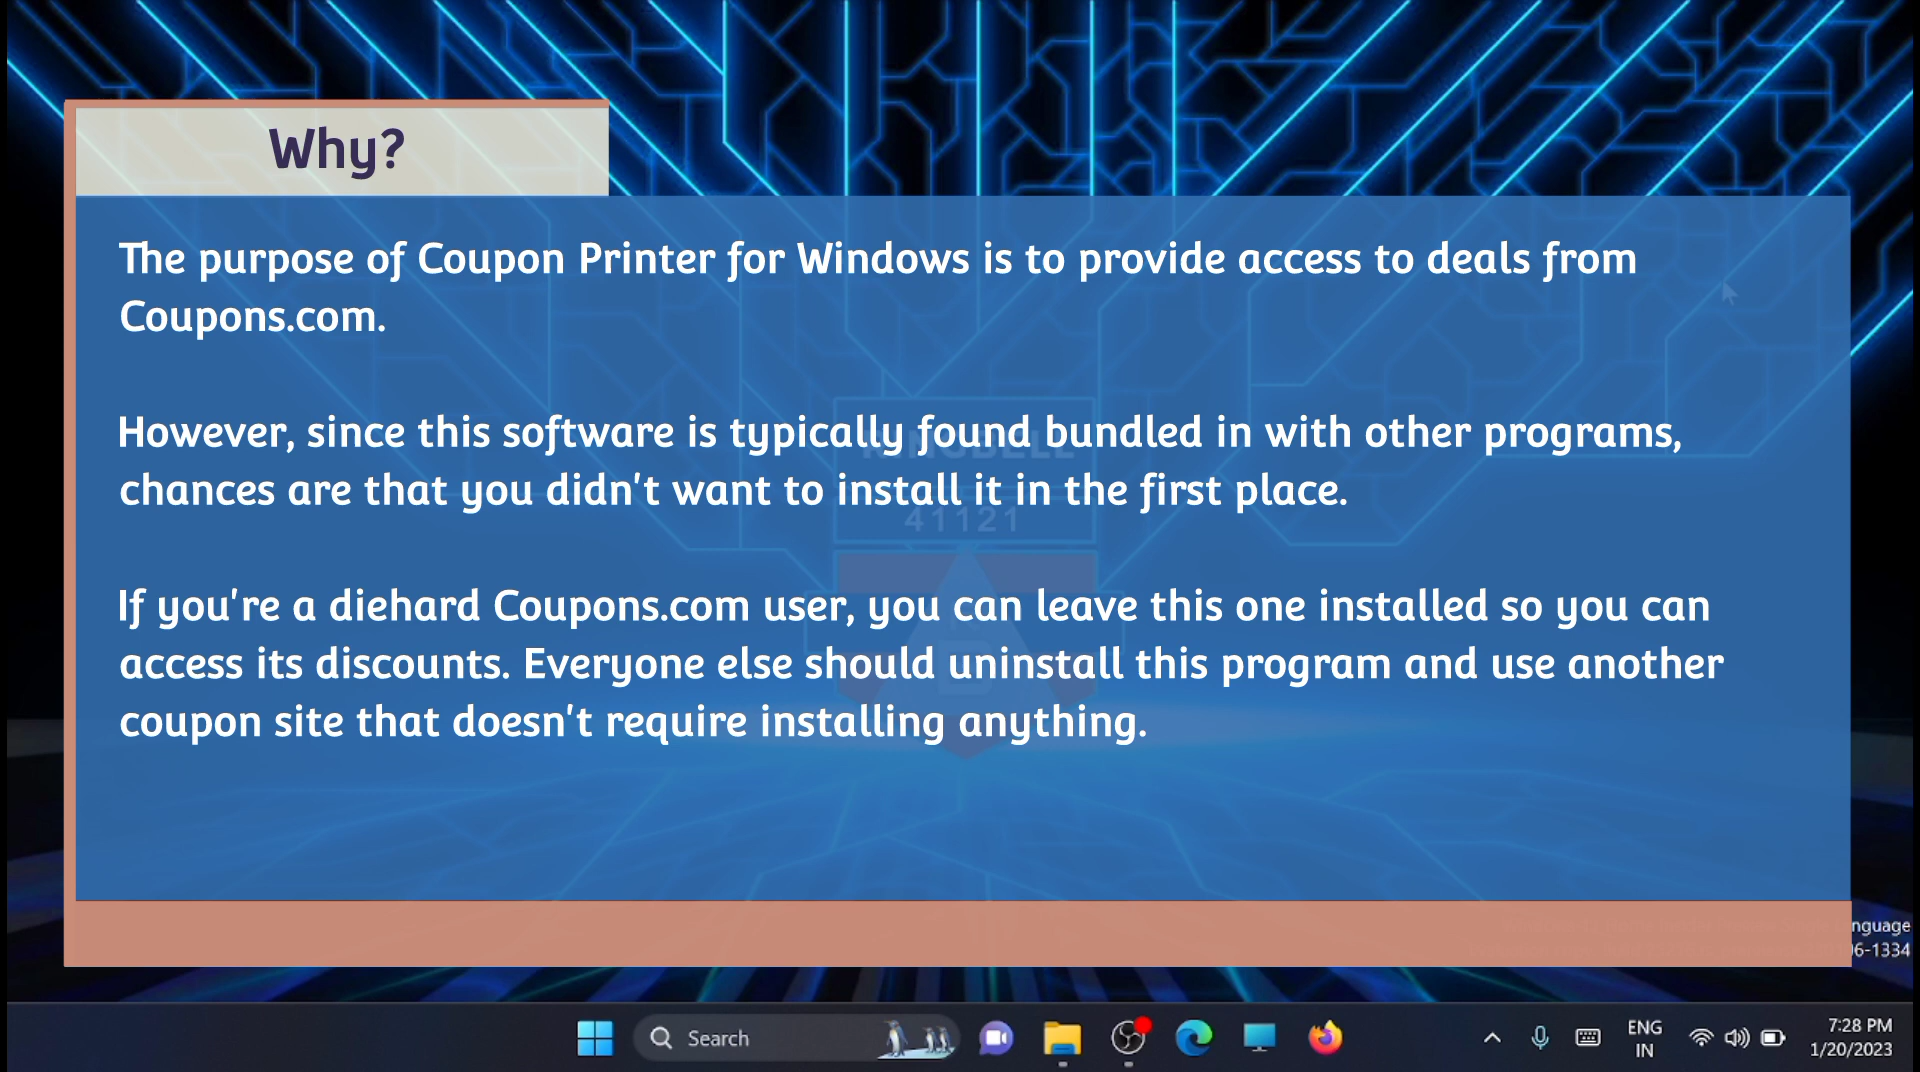 Why?
The purpose of Coupon Printer for Windows is to provide access to deals from
Coupons.com.
However, since this software is typically found bundled in with other programs,
chances are that you didn't want to install it in the first place.
41121
If you're a diehard Coupons.com user, you can leave this one installed so you can
access its discounts. Everyone else should uninstall this program and use another
coupon site that doesn't require installing anything.
nguage
6-1334
Search
ENG
IN
7:28 PM
1/20/2023